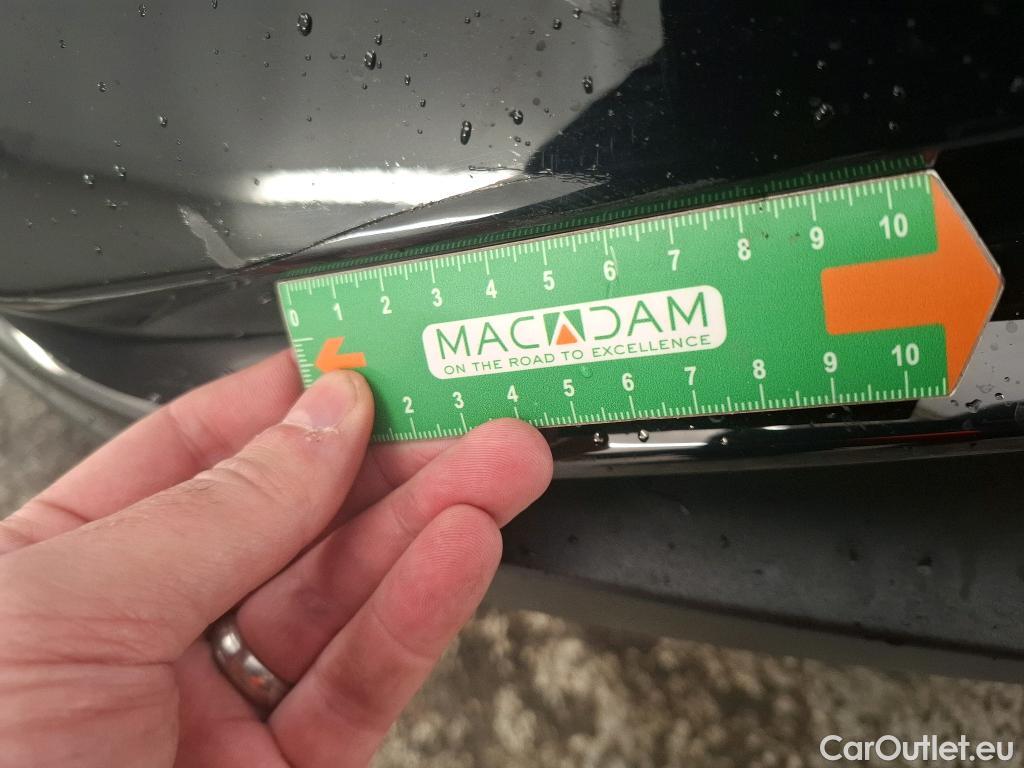 0 1 2 3 4 5 6 7 8 9 10
MACADAM
ON THE ROAD TO EXCELLENCE
2 3 4 5 6 7 8 9 10
CarOutlet.eu